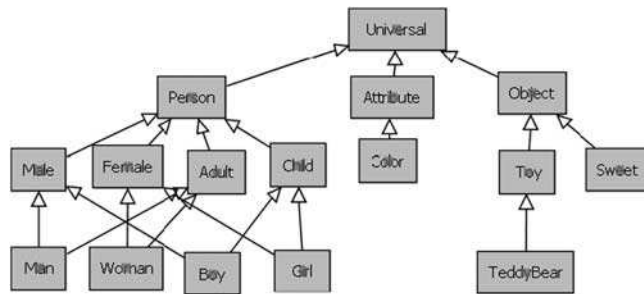 Universal
Person
Attribute
Object
Male
Female
Adult
Child
Color
Toy
Sweet
Man
Woman
Boy
Girl
TeddyBear